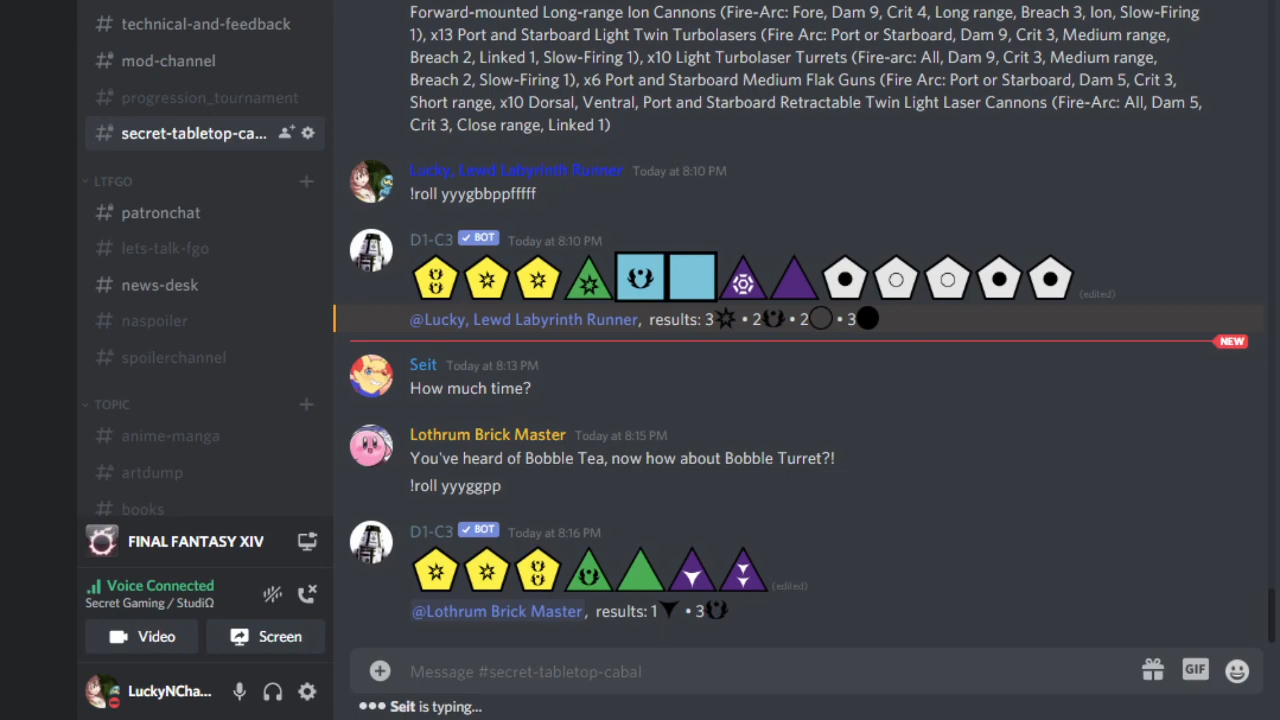 technical-and-feedback
mod-channel
progression_tournament
secret-tabletop-ca...
LTFGO
patronchat
lets-talk-fgo
news-desk
naspoiler
spoilerchannel
TOPIC
anime-manga
artdump
books
FINAL FANTASY XIV
Voice Connected
Secret Gaming / StudiΩ
Video
Screen
LuckyNCha...
Forward-mounted Long-range Ion Cannons (Fire-Arc: Fore, Dam 9, Crit 4, Long range, Breach 3, Ion, Slow-Firing
1), x13 Port and Starboard Light Twin Turbolasers (Fire Arc: Port or Starboard, Dam 9, Crit 3, Medium range,
Breach 2, Linked 1, Slow-Firing 1), x10 Light Turbolaser Turrets (Fire-arc: All, Dam 9, Crit 3, Medium range,
Breach 2, Slow-Firing 1), x6 Port and Starboard Medium Flak Guns (Fire Arc: Port or Starboard, Dam 5, Crit 3,
Short range, x10 Dorsal, Ventral, Port and Starboard Retractable Twin Light Laser Cannons (Fire-Arc: All, Dam 5,
Crit 3, Close range, Linked 1)
Lucky, Lewd Labyrinth Runner Today at 8:10 PM
!roll yyygbbppfffff
D1-C3 BOT Today at 8:10 PM
(edited)
@Lucky, Lewd Labyrinth Runner, results: 3 • 2 • 2 • 3
NEW
Seit Today at 8:13 PM
How much time?
Lothrum Brick Master Today at 8:15 PM
You've heard of Bobble Tea, now how about Bobble Turret?!
!roll yyyggpp
D1-C3 BOT Today at 8:16 PM
(edited)
@Lothrum Brick Master, results: 1 • 3
Message #secret-tabletop-cabal
GIF
Seit is typing...